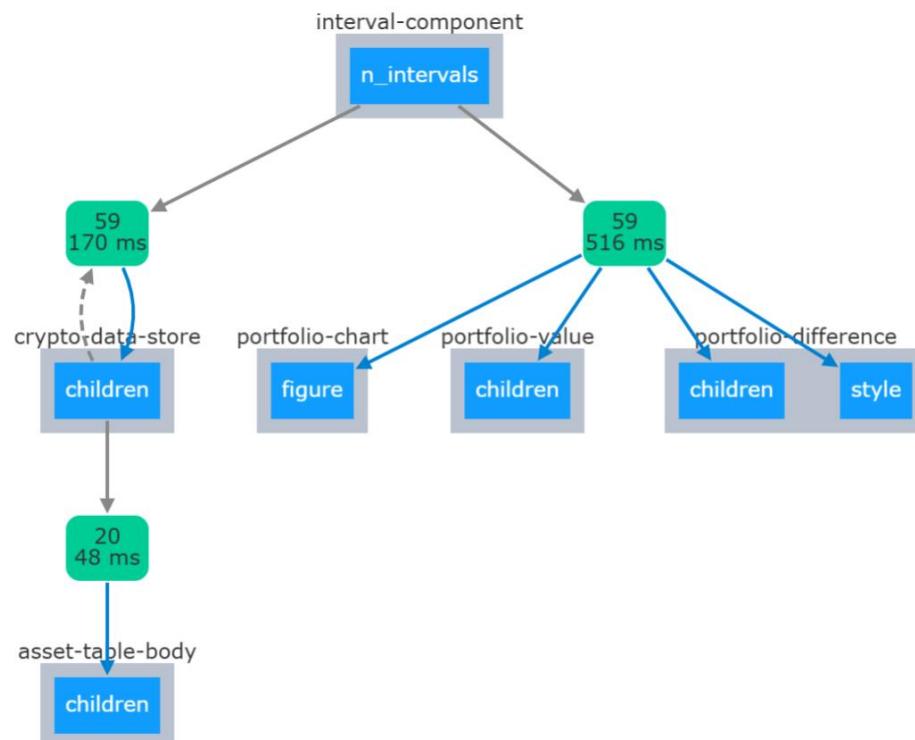 interval-component
n_intervals
59
170 ms
59
516 ms
crypto-data-store
children
portfolio-chart
figure
portfolio-value
children
portfolio-difference
children
style
20
48 ms
asset-table-body
children